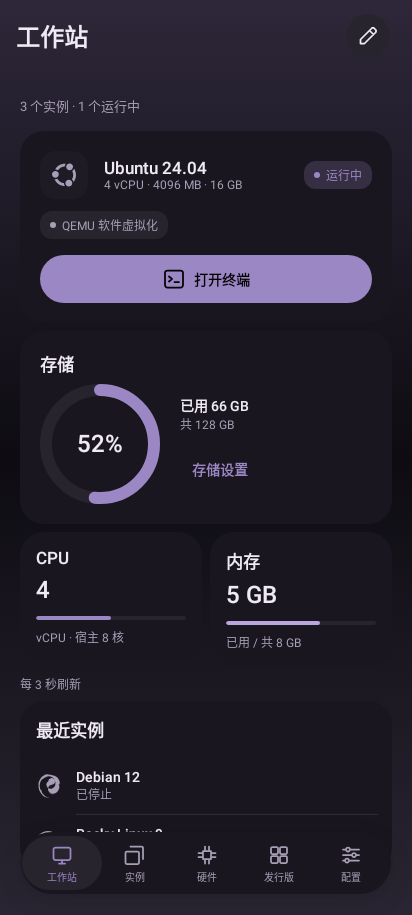 工作站
3 个实例 · 1 个运行中
Ubuntu 24.04
4 vCPU · 4096 MB · 16 GB
运行中
QEMU 软件虚拟化
打开终端
存储
52%
已用 66 GB
共 128 GB
存储设置
CPU
4
vCPU · 宿主 8 核
内存
5 GB
已用 / 共 8 GB
每 3 秒刷新
最近实例
Debian 12
已停止
工作站
实例
硬件
发行版
配置